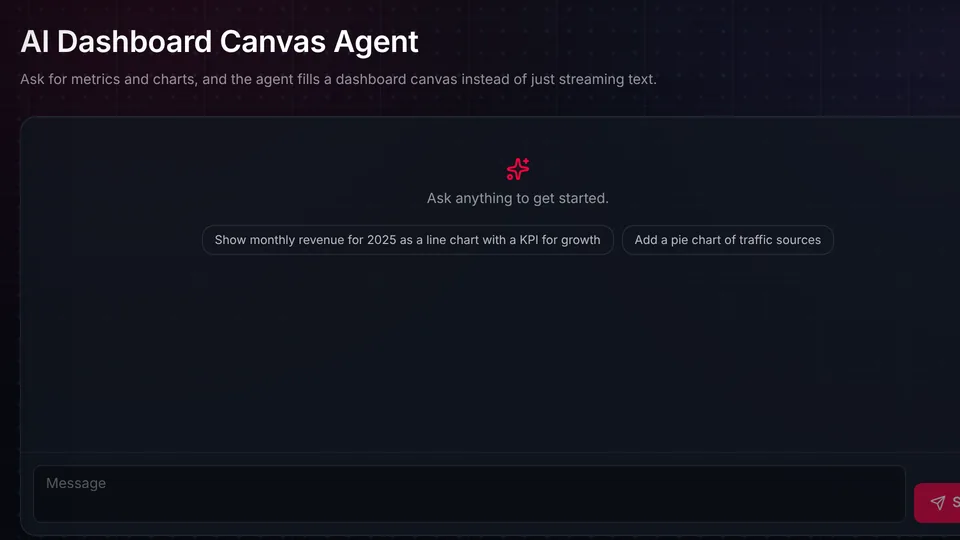 AI Dashboard Canvas Agent
Ask for metrics and charts, and the agent fills a dashboard canvas instead of just streaming text.
Ask anything to get started.
Show monthly revenue for 2025 as a line chart with a KPI for growth
Add a pie chart of traffic sources
Message